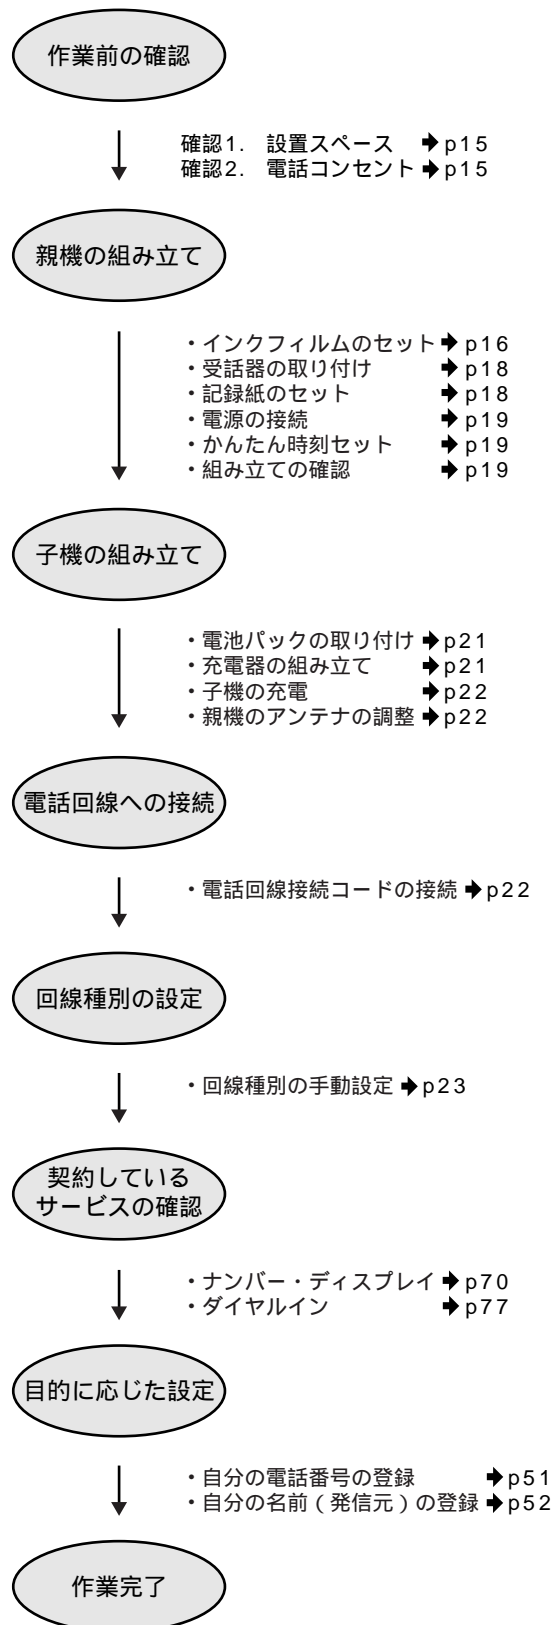 作業前の確認
確認1. 設置スペース ➧ p15
確認2. 電話コンセント ➧ p15
親機の組み立て
・インクフィルムのセット ➧ p16
・受話器の取り付け ➧ p18
・記録紙のセット ➧ p18
・電源の接続 ➧ p19
・かんたん時刻セット ➧ p19
・組み立ての確認 ➧ p19
子機の組み立て
・電池パックの取り付け ➧ p21
・充電器の組み立て ➧ p21
・子機の充電 ➧ p22
・親機のアンテナの調整 ➧ p22
電話回線への接続
・電話回線接続コードの接続 ➧ p22
回線種別の設定
・回線種別の手動設定 ➧ p23
契約している
サービスの確認
・ナンバー・ディスプレイ ➧ p70
・ダイヤルイン ➧ p77
目的に応じた設定
・自分の電話番号の登録 ➧ p51
・自分の名前（発信元）の登録 ➧ p52
作業完了